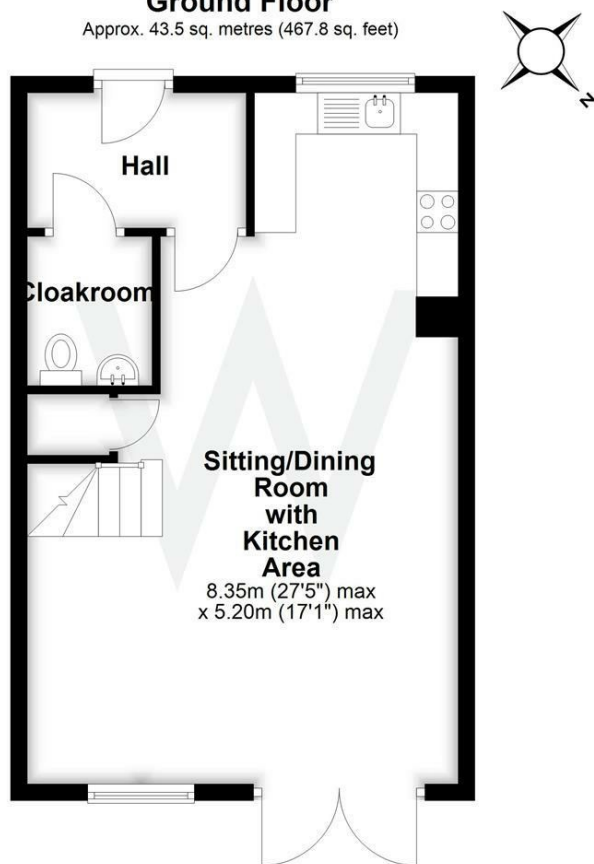 Ground Floor
Approx. 43.5 sq. metres (467.8 sq. feet)
N
Hall
Cloakroom
Sitting/Dining
Room
with
Kitchen
Area
8.35m (27'5") max
x 5.20m (17'1") max
W